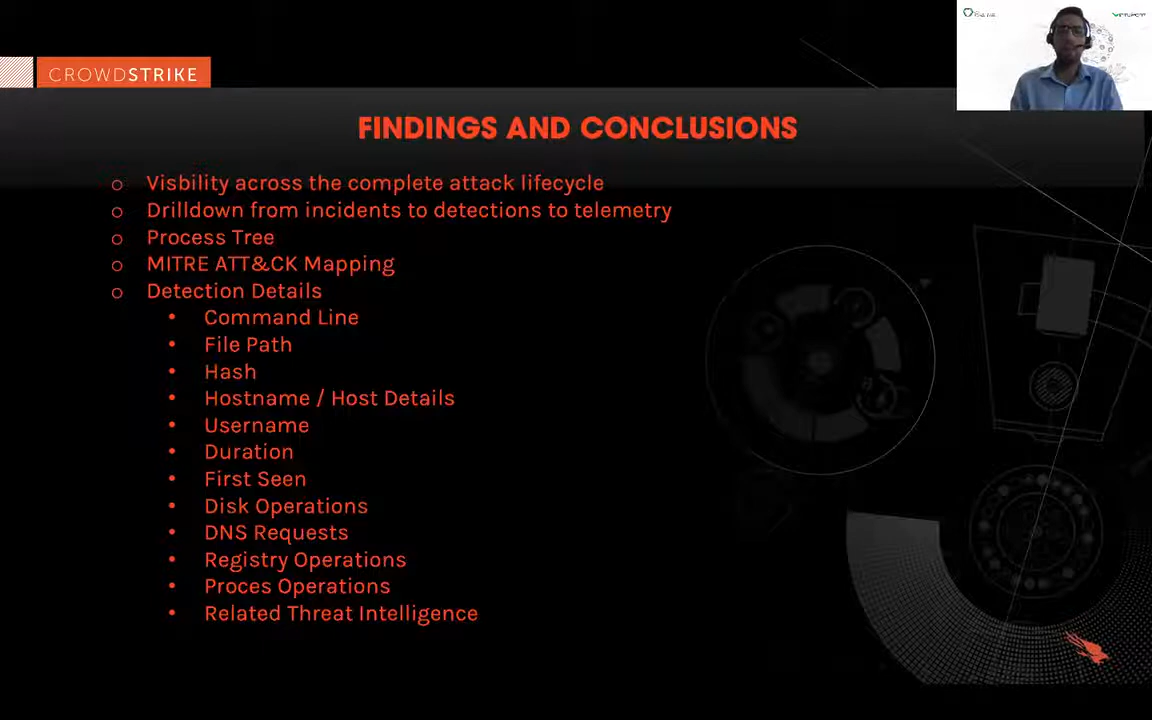 CROWDSTRIKE
FINDINGS AND CONCLUSIONS
o Visbility across the complete attack lifecycle
o Drilldown from incidents to detections to telemetry
o Process Tree
o MITRE ATT&CK Mapping
o Detection Details
• Command Line
• File Path
• Hash
• Hostname / Host Details
• Username
• Duration
• First Seen
• Disk Operations
• DNS Requests
• Registry Operations
• Proces Operations
• Related Threat Intelligence